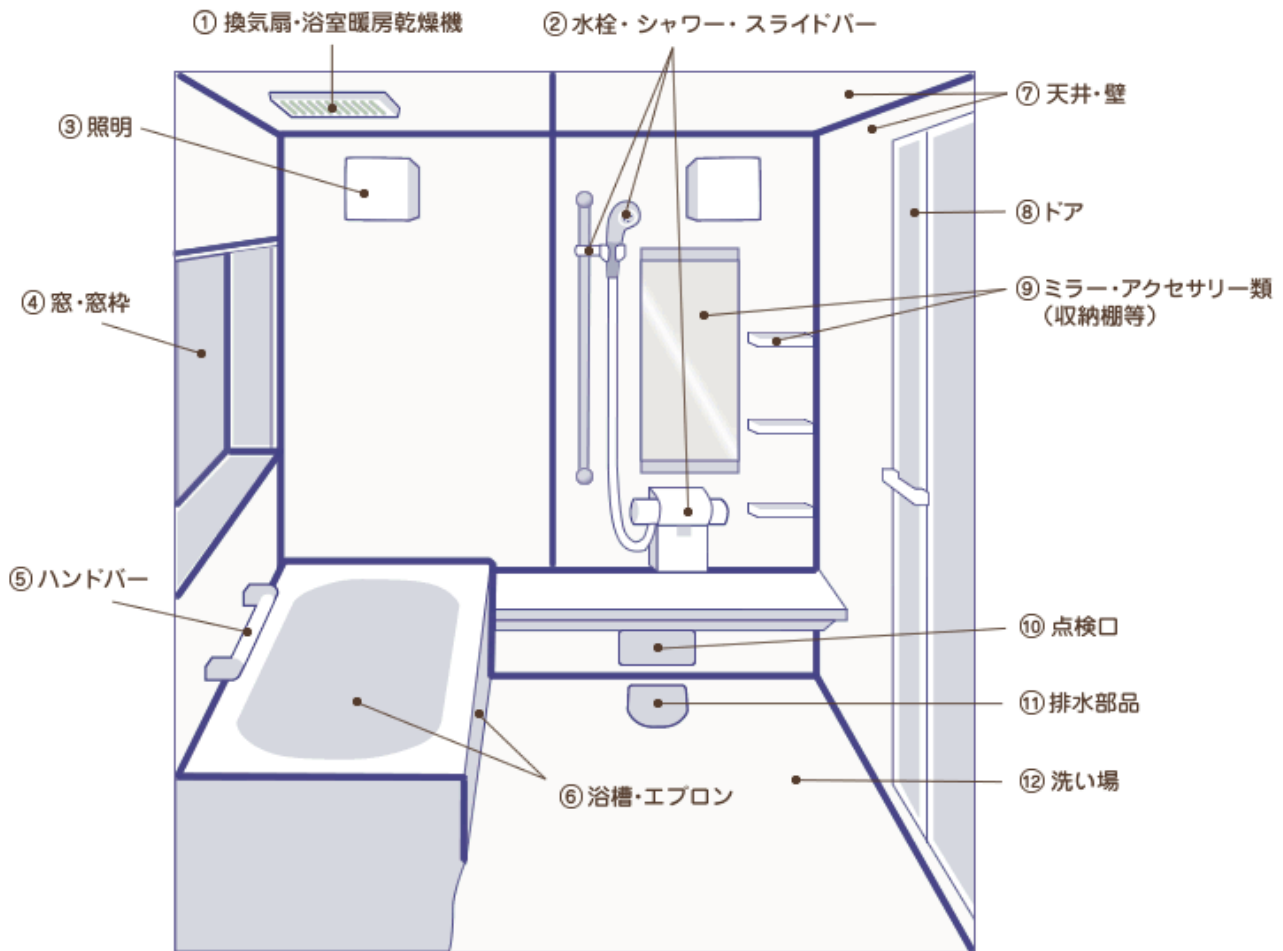 ① 換気扇・浴室暖房乾燥機
② 水栓・シャワー・スライドバー
③ 照明
④ 窓・窓枠
⑤ ハンドバー
⑥ 浴槽・エプロン
⑦ 天井・壁
⑧ ドア
⑨ ミラー・アクセサリー類
（収納棚等）
⑩ 点検口
⑪ 排水部品
⑫ 洗い場